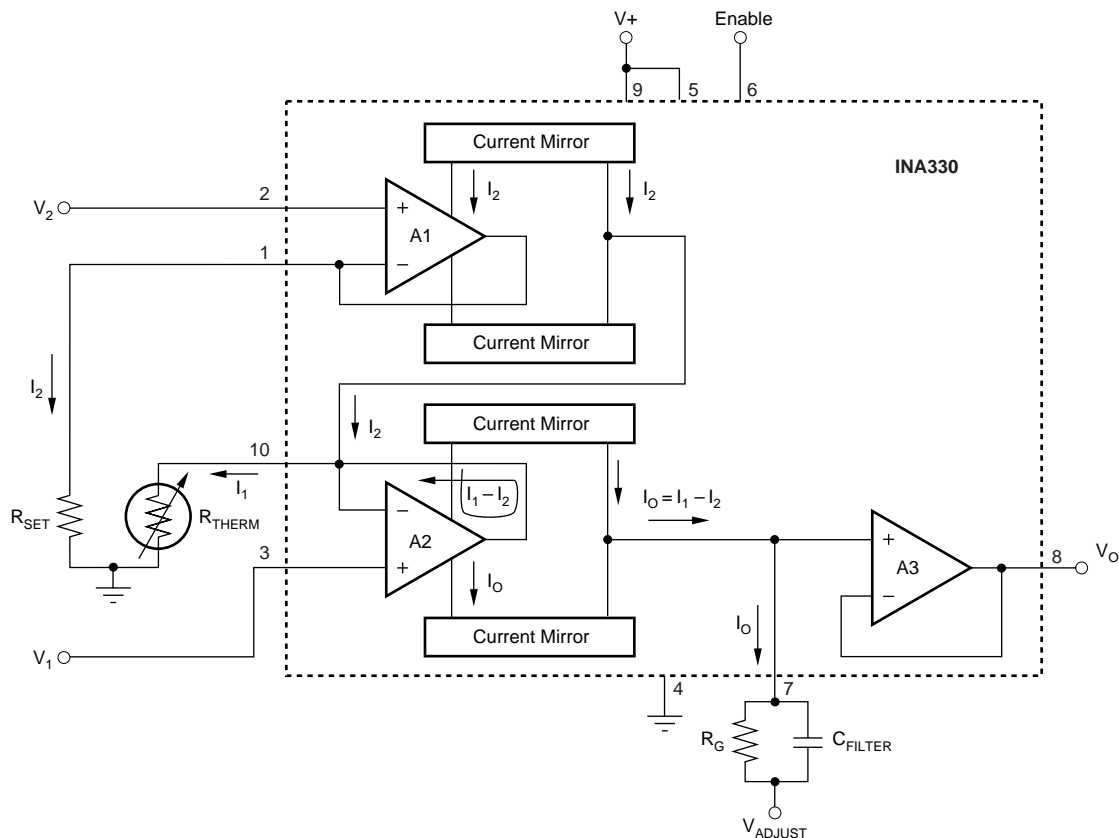 V+
Enable
9
5
6
Current Mirror
INA330
I2
I2
2
V2
+
A1
1
−
Current Mirror
I2
I2
Current Mirror
10
I1
I1 − I2
IO = I1 − I2
RSET
RTHERM
−
A2
+
3
IO
+
A3
−
8
VO
Current Mirror
IO
V1
4
7
RG
CFILTER
VADJUST